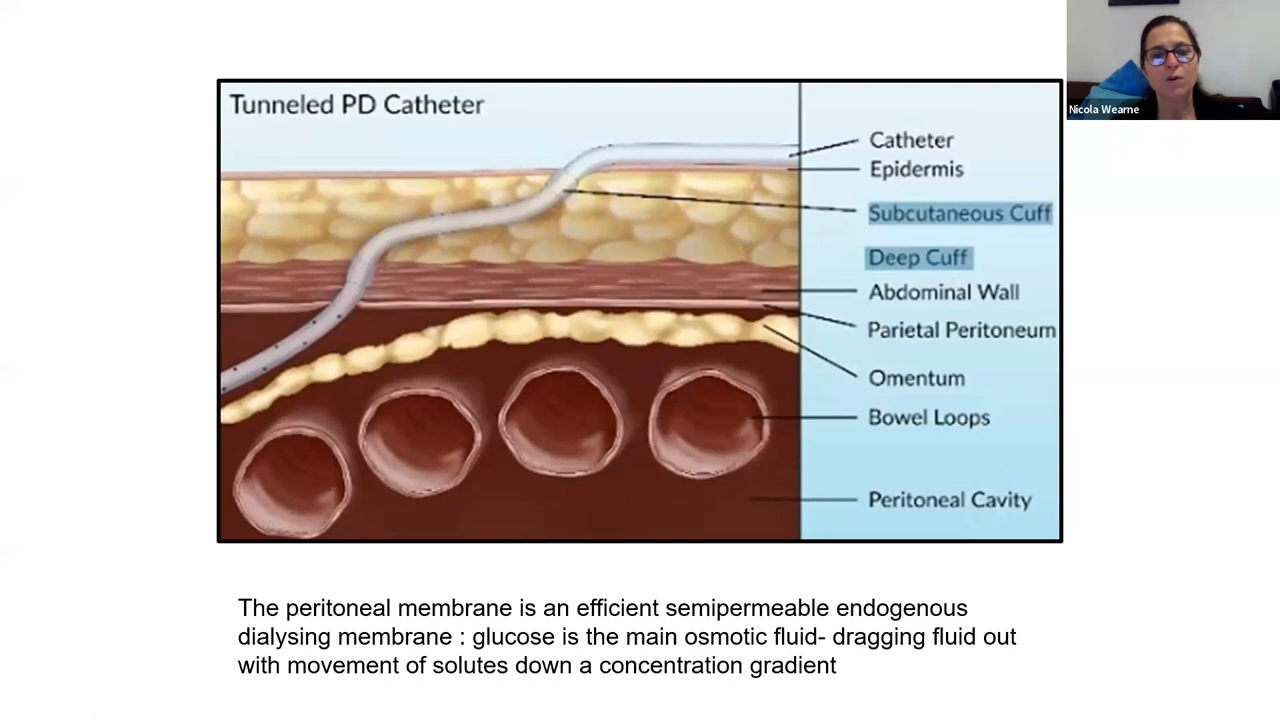 Tunneled PD Catheter
Catheter
Epidermis
Subcutaneous Cuff
Deep Cuff
Abdominal Wall
Parietal Peritoneum
Omentum
Bowel Loops
Peritoneal Cavity
Nicola Wearne
The peritoneal membrane is an efficient semipermeable endogenous
dialysing membrane : glucose is the main osmotic fluid- dragging fluid out
with movement of solutes down a concentration gradient